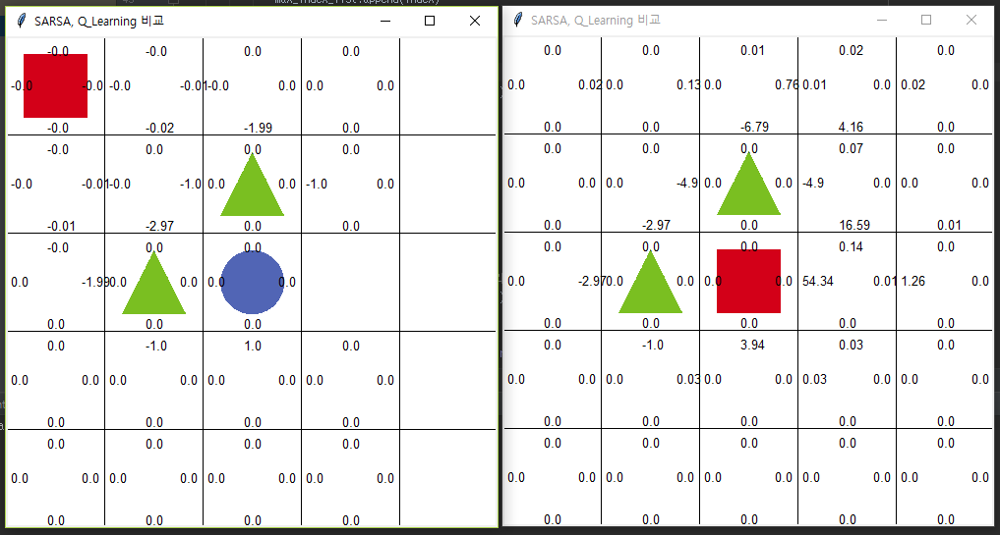 SARSA, Q_Learning 비교
-0.0 -0.0 0.0
-0.0 -0.0 -0.0 -0.01 -0.0 0.0 0.0 0.0
-0.0 -0.02 -1.99 0.0
-0.0 0.0 0.0 0.0
-0.0 -0.01 -0.0 -1.0 0.0 0.0 -1.0 0.0
-0.01 -2.97 0.0 0.0
-0.0 0.0 0.0
0.0 -1.99 0.0 0.0 0.0 0.0
0.0 0.0 0.0
0.0 -1.0 1.0 0.0
0.0 0.0 0.0 0.0 0.0 0.0 0.0 0.0
0.0 0.0 0.0 0.0
0.0 0.0 0.0 0.0
0.0 0.0 0.0 0.0 0.0 0.0 0.0 0.0
0.0 0.0 0.0 0.0
SARSA, Q_Learning 비교
0.0 0.0 0.01 0.02 0.0
0.0 0.02 0.0 0.13 0.0 0.76 0.01 0.0 0.02 0.0
0.0 0.0 -6.79 4.16 0.0
0.0 0.0 0.0 0.07 0.0
0.0 0.0 0.0 -4.9 0.0 0.0 -4.9 0.0 0.0 0.0
0.0 -2.97 0.0 16.59 0.01
0.0 0.0 0.0 0.14 0.0
0.0 -2.97 0.0 0.0 0.0 0.0 54.34 0.01 1.26 0.0
0.0 0.0 0.0 0.0 0.0
0.0 -1.0 3.94 0.03 0.0
0.0 0.0 0.0 0.03 0.0 0.0 0.03 0.0 0.0 0.0
0.0 0.0 0.0 0.0 0.0
0.0 0.0 0.0 0.0 0.0
0.0 0.0 0.0 0.0 0.0 0.0 0.0 0.0 0.0 0.0
0.0 0.0 0.0 0.0 0.0